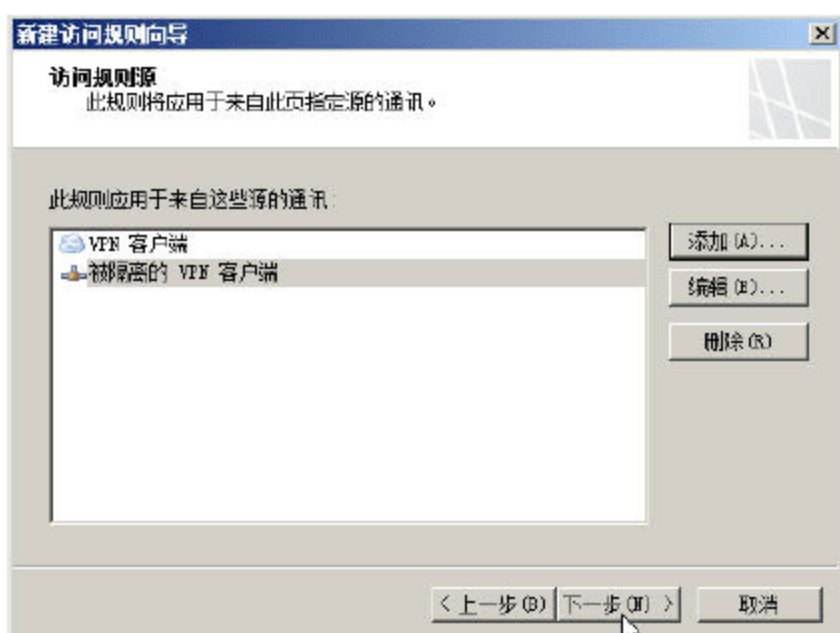 新建访问规则向导
访问规则源
此规则将应用于来自此页指定源的通讯。
此规则应用于来自这些源的通讯:
VPN 客户端
被隔离的 VPN 客户端
添加(A)...
编辑(E)...
删除(R)
< 上一步(B)
下一步(N) >
取消